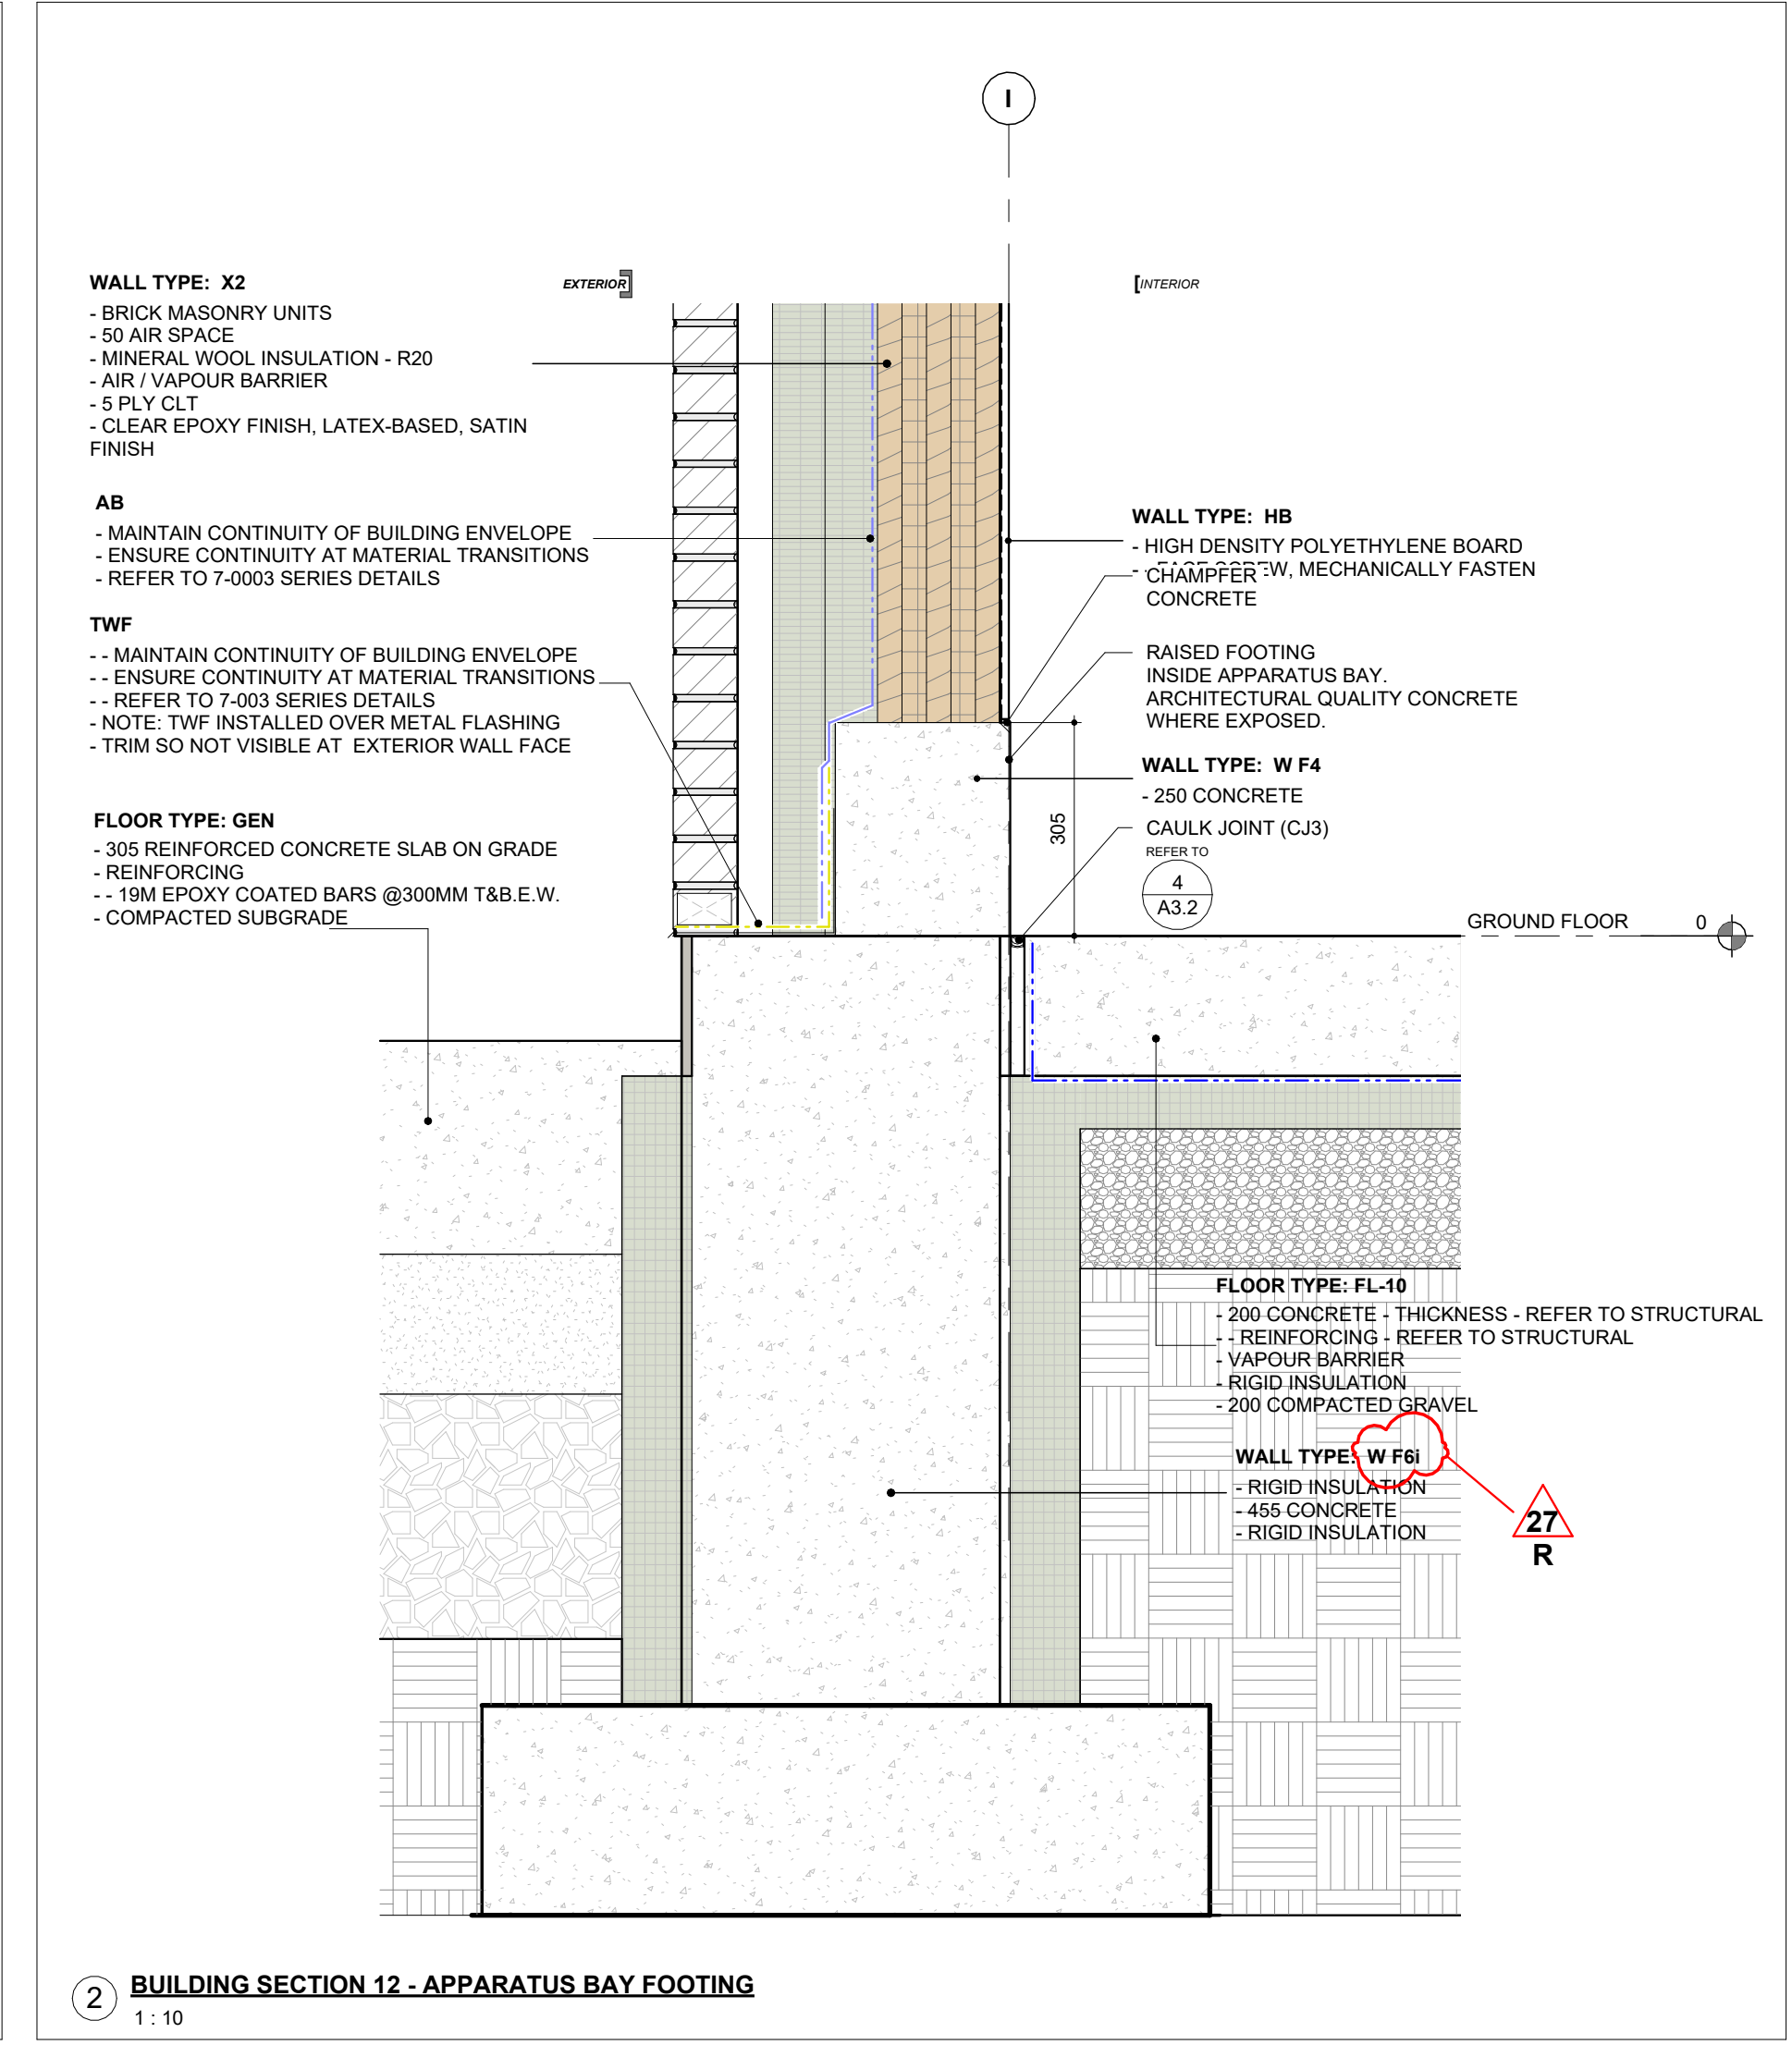 I
WALL TYPE: X2
- BRICK MASONRY UNITS
- 50 AIR SPACE
- MINERAL WOOL INSULATION - R20
- AIR / VAPOUR BARRIER
- 5 PLY CLT
- CLEAR EPOXY FINISH, LATEX-BASED, SATIN
FINISH
EXTERIOR
INTERIOR
AB
- MAINTAIN CONTINUITY OF BUILDING ENVELOPE
- ENSURE CONTINUITY AT MATERIAL TRANSITIONS
- REFER TO 7-0003 SERIES DETAILS
TWF
- - MAINTAIN CONTINUITY OF BUILDING ENVELOPE
- - ENSURE CONTINUITY AT MATERIAL TRANSITIONS
- - REFER TO 7-003 SERIES DETAILS
- NOTE: TWF INSTALLED OVER METAL FLASHING
- TRIM SO NOT VISIBLE AT EXTERIOR WALL FACE
FLOOR TYPE: GEN
- 305 REINFORCED CONCRETE SLAB ON GRADE
- REINFORCING
- - 19M EPOXY COATED BARS @300MM T&B.E.W.
- COMPACTED SUBGRADE
WALL TYPE: HB
- HIGH DENSITY POLYETHYLENE BOARD
- - MECHANICALLY FASTEN
CHAMPFER
CONCRETE
RAISED FOOTING
INSIDE APPARATUS BAY.
ARCHITECTURAL QUALITY CONCRETE
WHERE EXPOSED.
WALL TYPE: W F4
- 250 CONCRETE
305
CAULK JOINT (CJ3)
REFER TO
4
A3.2
GROUND FLOOR 0
FLOOR TYPE: FL-10
- 200 CONCRETE - THICKNESS - REFER TO STRUCTURAL
- - REINFORCING - REFER TO STRUCTURAL
- VAPOUR BARRIER
- RIGID INSULATION
- 200 COMPACTED GRAVEL
WALL TYPE: W F6i
- RIGID INSULATION
- 455 CONCRETE
- RIGID INSULATION
27
R
2 BUILDING SECTION 12 - APPARATUS BAY FOOTING
1 : 10